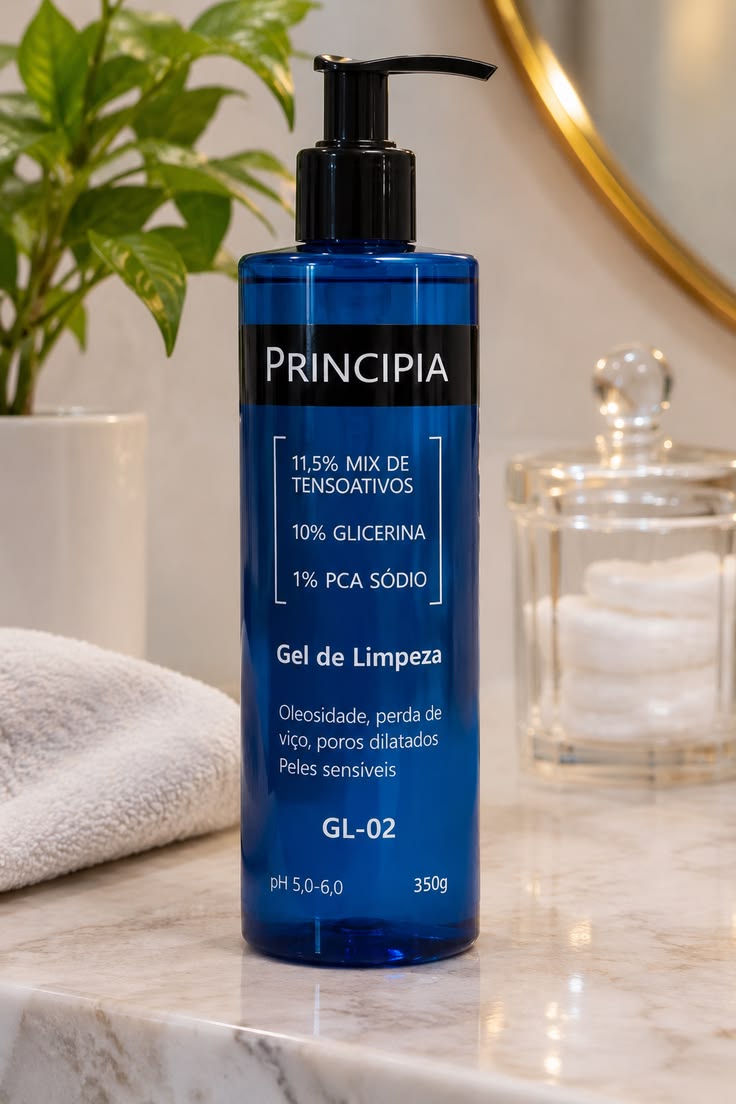 PRINCIPIA
11,5% MIX DE
TENSOATIVOS
10% GLICERINA
1% PCA SÓDIO
Gel de Limpeza
Oleosidade, perda de
viço, poros dilatados
Peles sensíveis
GL-02
pH 5,0-6,0 350g